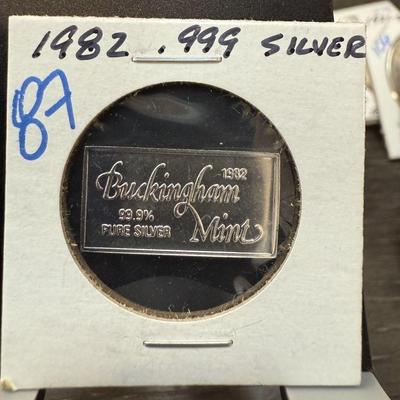 1982 .999 SILVER
87
1982
Buckingham
99.9%
PURE SILVER Mint